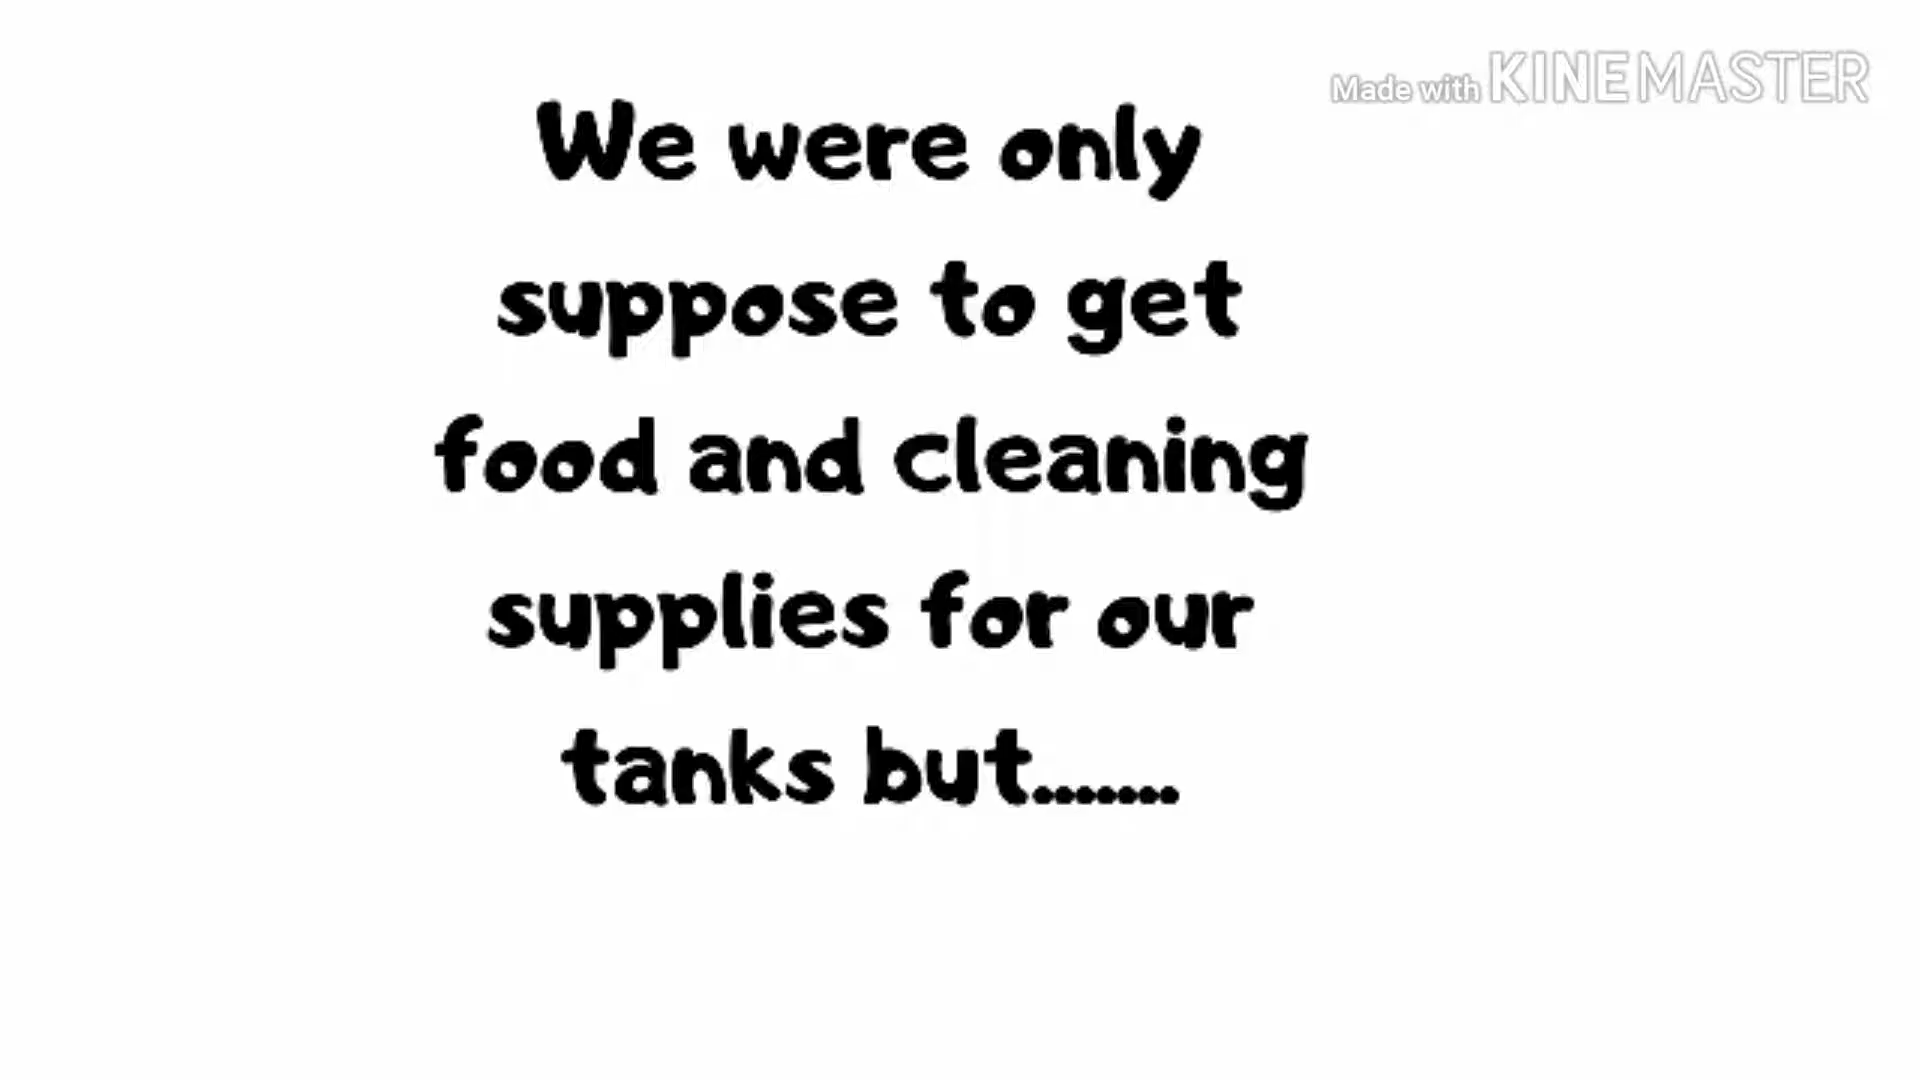 Made with KINEMASTER
We were only
suppose to get
food and cleaning
supplies for our
tanks but.......